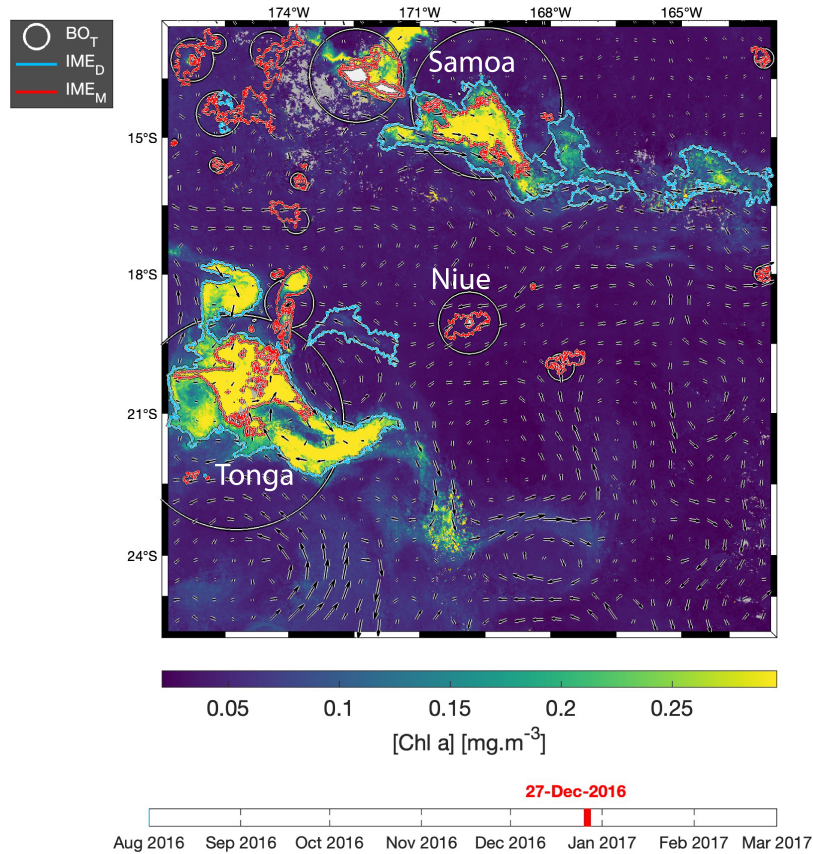 BO_T
IME_D
IME_M
174°W 171°W 168°W 165°W
Samoa
15°S
18°S
Niue
21°S
Tonga
24°S
0.05 0.1 0.15 0.2 0.25
[Chl a] [mg.m⁻³]
27-Dec-2016
Aug 2016 Sep 2016 Oct 2016 Nov 2016 Dec 2016 Jan 2017 Feb 2017 Mar 2017